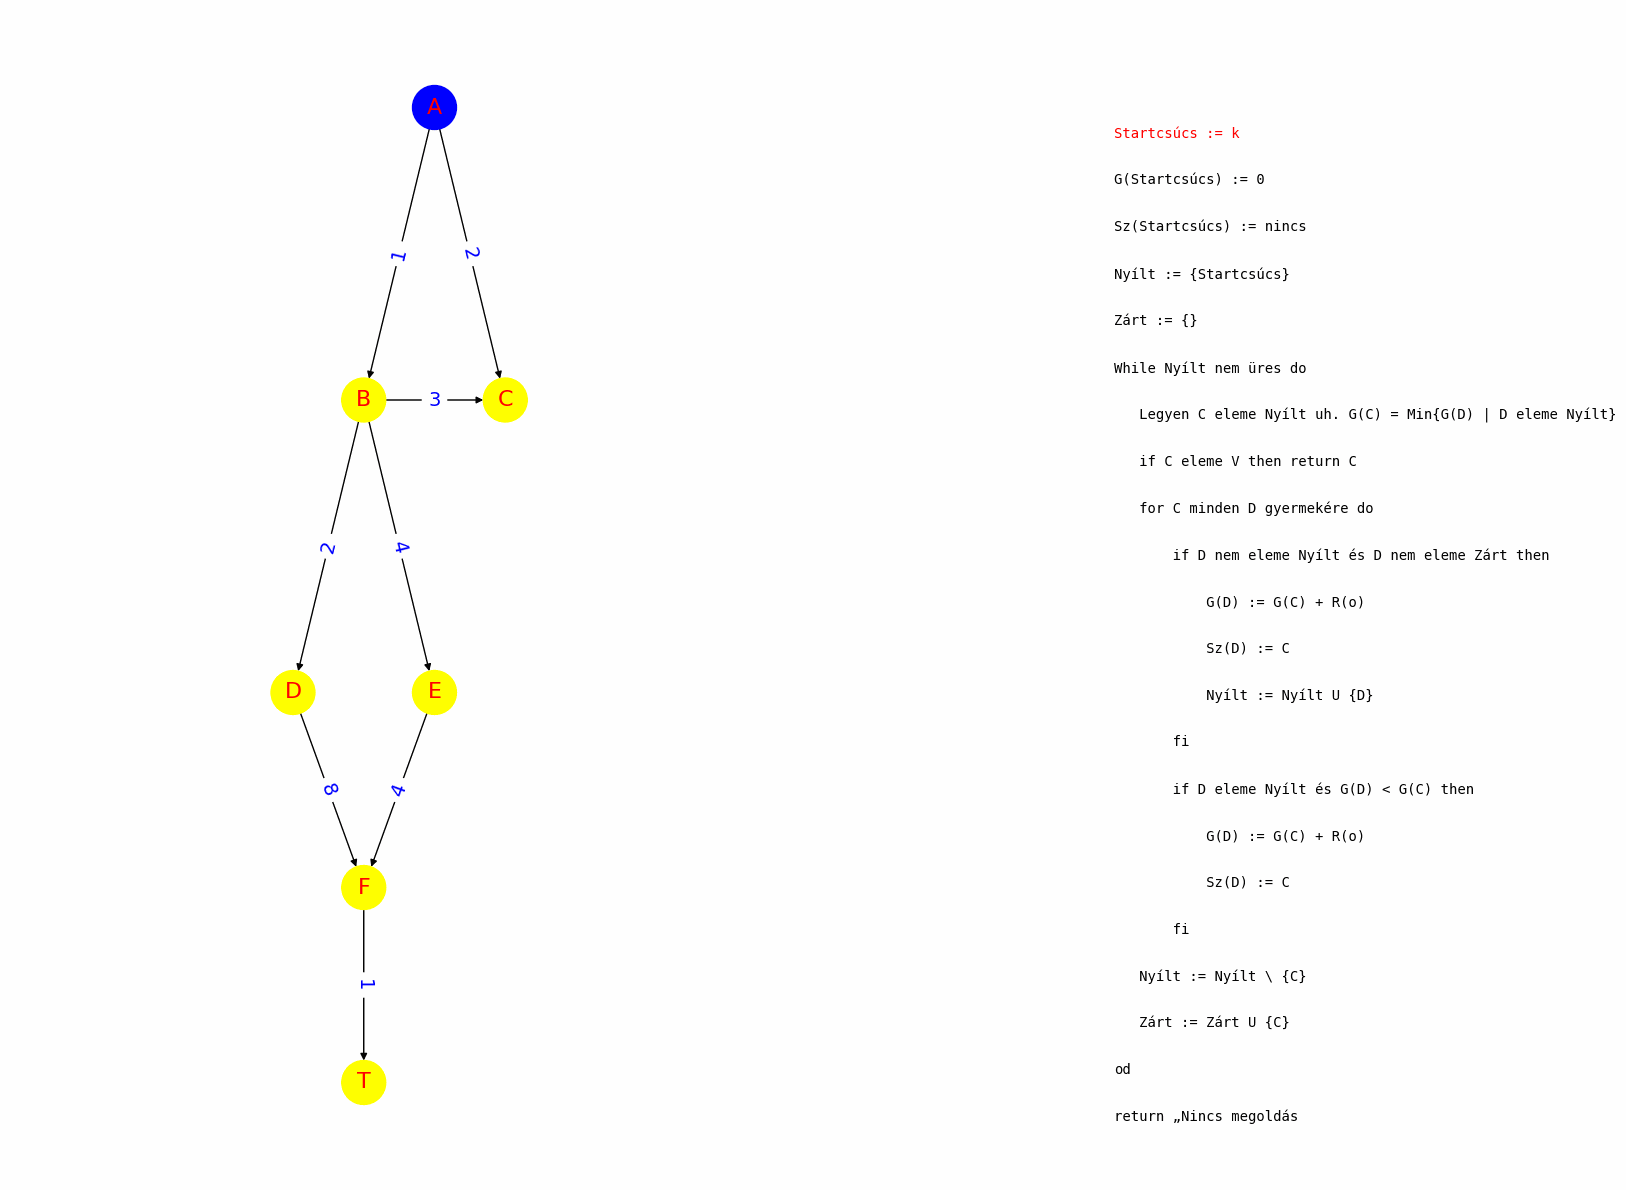 A
1
2
B
3
C
2
4
D
E
8
4
F
1
T
Startcsúcs := k
G(Startcsúcs) := 0
Sz(Startcsúcs) := nincs
Nyílt := {Startcsúcs}
Zárt := {}
While Nyílt nem üres do
Legyen C eleme Nyílt uh. G(C) = Min{G(D) | D eleme Nyílt}
if C eleme V then return C
for C minden D gyermekére do
if D nem eleme Nyílt és D nem eleme Zárt then
G(D) := G(C) + R(o)
Sz(D) := C
Nyílt := Nyílt U {D}
fi
if D eleme Nyílt és G(D) < G(C) then
G(D) := G(C) + R(o)
Sz(D) := C
fi
Nyílt := Nyílt \ {C}
Zárt := Zárt U {C}
od
return „Nincs megoldás